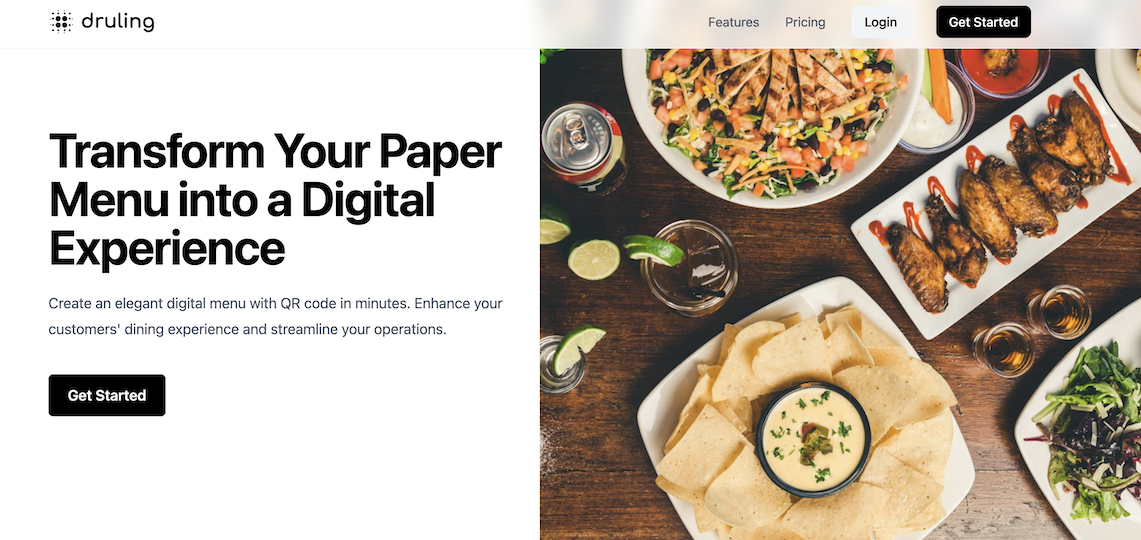 druling
Features
Pricing
Login
Get Started
Transform Your Paper
Menu into a Digital
Experience
Create an elegant digital menu with QR code in minutes. Enhance your
customers' dining experience and streamline your operations.
Get Started